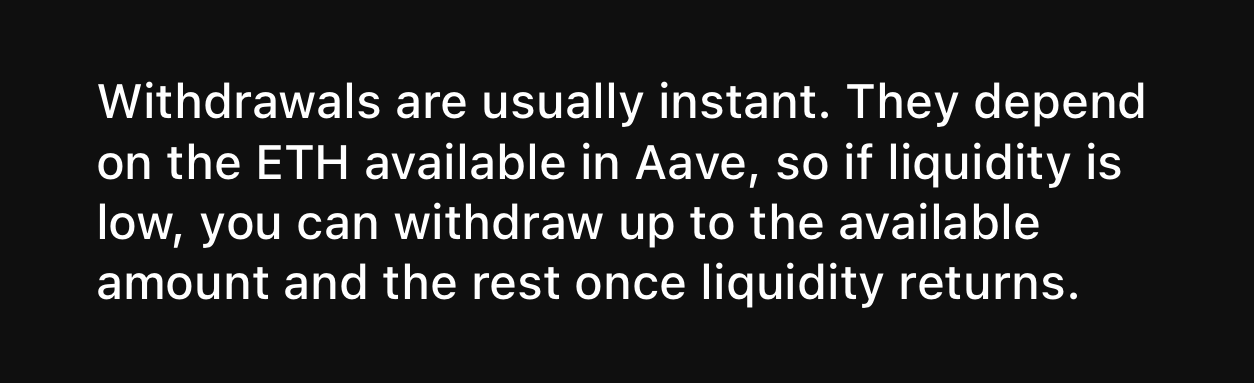 Withdrawals are usually instant. They depend
on the ETH available in Aave, so if liquidity is
low, you can withdraw up to the available
amount and the rest once liquidity returns.